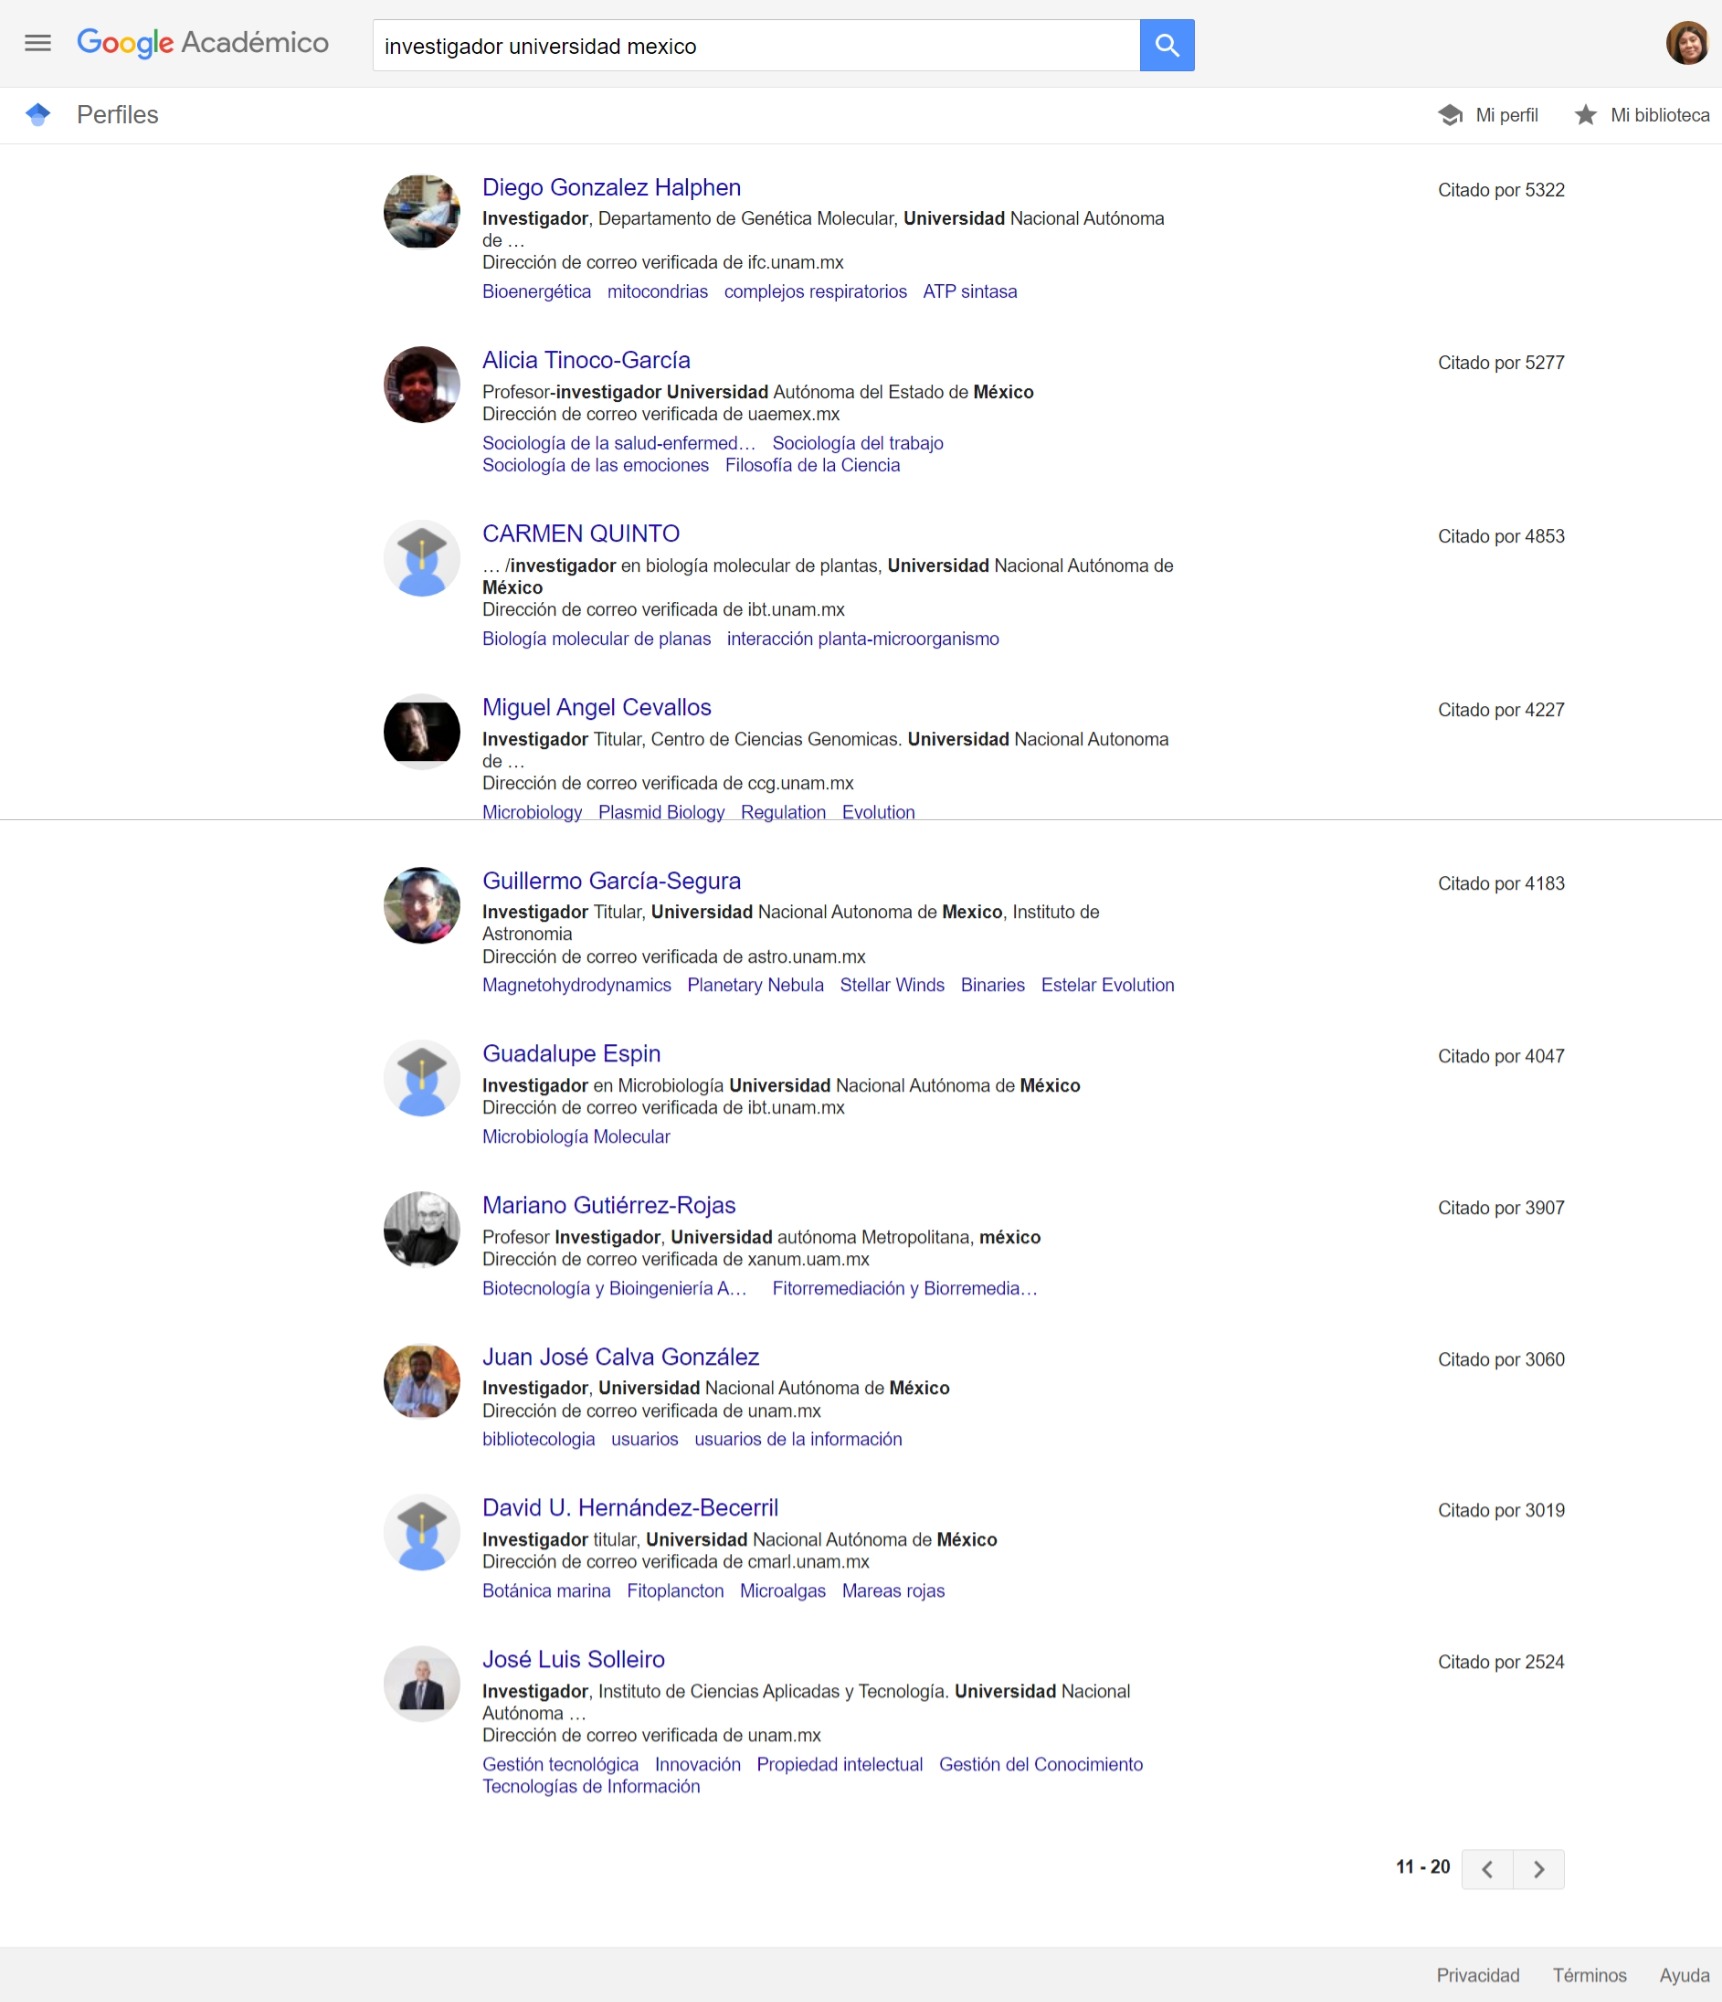 Google Académico
investigador universidad mexico
Perfiles
Mi perfil
Mi biblioteca
Diego Gonzalez Halphen
Citado por 5322
Investigador, Departamento de Genética Molecular, Universidad Nacional Autónoma
de …
Dirección de correo verificada de ifc.unam.mx
Bioenergética mitocondrias complejos respiratorios ATP sintasa
Alicia Tinoco-García
Citado por 5277
Profesor-investigador Universidad Autónoma del Estado de México
Dirección de correo verificada de uaemex.mx
Sociología de la salud-enfermed… Sociología del trabajo
Sociología de las emociones Filosofía de la Ciencia
CARMEN QUINTO
Citado por 4853
… /investigador en biología molecular de plantas, Universidad Nacional Autónoma de
México
Dirección de correo verificada de ibt.unam.mx
Biología molecular de planas interacción planta-microorganismo
Miguel Angel Cevallos
Citado por 4227
Investigador Titular, Centro de Ciencias Genomicas. Universidad Nacional Autonoma
de …
Dirección de correo verificada de ccg.unam.mx
Microbiology Plasmid Biology Regulation Evolution
Guillermo García-Segura
Citado por 4183
Investigador Titular, Universidad Nacional Autonoma de Mexico, Instituto de
Astronomia
Dirección de correo verificada de astro.unam.mx
Magnetohydrodynamics Planetary Nebula Stellar Winds Binaries Estelar Evolution
Guadalupe Espin
Citado por 4047
Investigador en Microbiología Universidad Nacional Autónoma de México
Dirección de correo verificada de ibt.unam.mx
Microbiología Molecular
Mariano Gutiérrez-Rojas
Citado por 3907
Profesor Investigador, Universidad autónoma Metropolitana, méxico
Dirección de correo verificada de xanum.uam.mx
Biotecnología y Bioingeniería A… Fitorremediación y Biorremedia…
Juan José Calva González
Citado por 3060
Investigador, Universidad Nacional Autónoma de México
Dirección de correo verificada de unam.mx
bibliotecologia usuarios usuarios de la información
David U. Hernández-Becerril
Citado por 3019
Investigador titular, Universidad Nacional Autónoma de México
Dirección de correo verificada de cmarl.unam.mx
Botánica marina Fitoplancton Microalgas Mareas rojas
José Luis Solleiro
Citado por 2524
Investigador, Instituto de Ciencias Aplicadas y Tecnología. Universidad Nacional
Autónoma …
Dirección de correo verificada de unam.mx
Gestión tecnológica Innovación Propiedad intelectual Gestión del Conocimiento
Tecnologías de Información
11 - 20
Privacidad Términos Ayuda